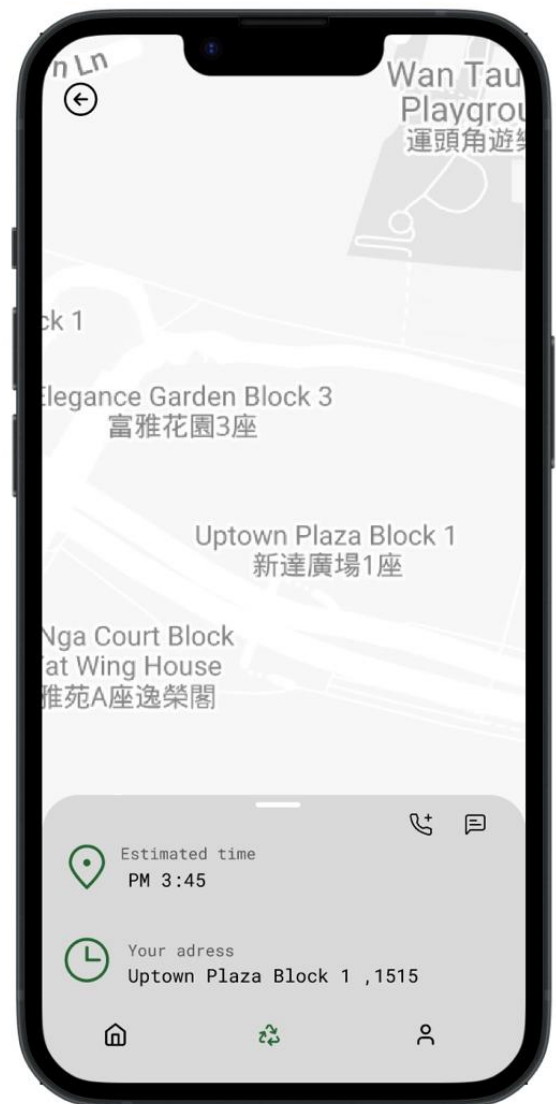 n Ln
Wan Tau
Playgrou
運頭角遊樂
ck 1
Elegance Garden Block 3
富雅花園3座
Uptown Plaza Block 1
新達廣場1座
Nga Court Block
at Wing House
雅苑A座逸榮閣
Estimated time
PM 3:45
Your adress
Uptown Plaza Block 1 ,1515